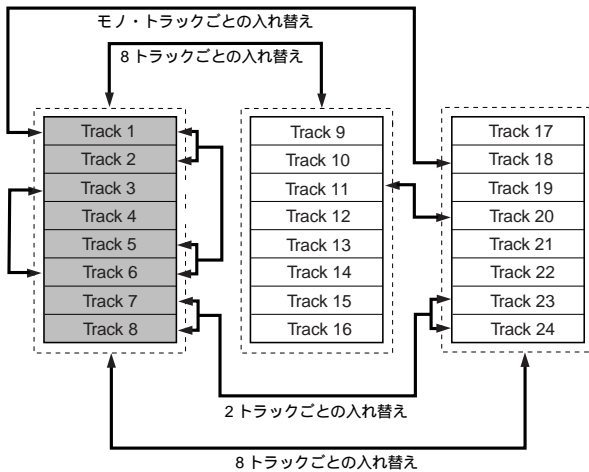 モノ・トラックごとの入れ替え
8 トラックごとの入れ替え
Track 1
Track 2
Track 3
Track 4
Track 5
Track 6
Track 7
Track 8
Track 9
Track 10
Track 11
Track 12
Track 13
Track 14
Track 15
Track 16
Track 17
Track 18
Track 19
Track 20
Track 21
Track 22
Track 23
Track 24
2 トラックごとの入れ替え
8 トラックごとの入れ替え